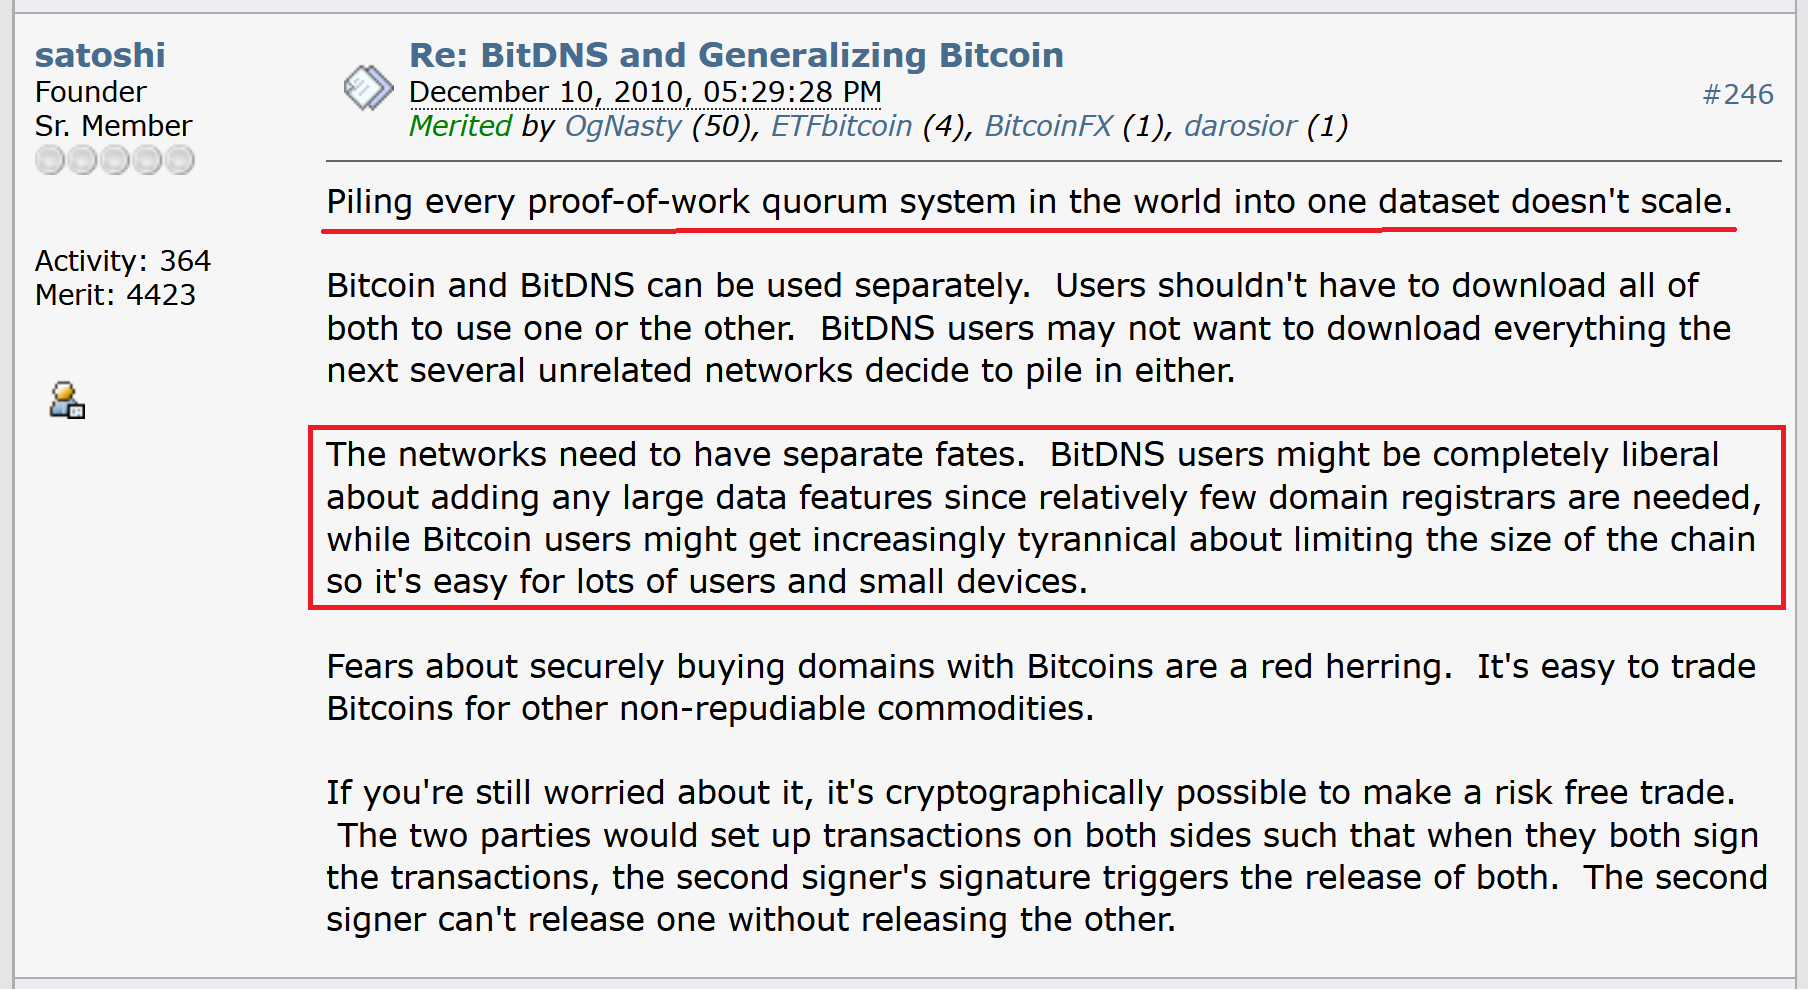 satoshi
Founder
Sr. Member
Activity: 364
Merit: 4423
Re: BitDNS and Generalizing Bitcoin
December 10, 2010, 05:29:28 PM
#246
Merited by OgNasty (50), ETFbitcoin (4), BitcoinFX (1), darosior (1)
Piling every proof-of-work quorum system in the world into one dataset doesn't scale.
Bitcoin and BitDNS can be used separately.  Users shouldn't have to download all of
both to use one or the other.  BitDNS users may not want to download everything the
next several unrelated networks decide to pile in either.
The networks need to have separate fates.  BitDNS users might be completely liberal
about adding any large data features since relatively few domain registrars are needed,
while Bitcoin users might get increasingly tyrannical about limiting the size of the chain
so it's easy for lots of users and small devices.
Fears about securely buying domains with Bitcoins are a red herring.  It's easy to trade
Bitcoins for other non-repudiable commodities.
If you're still worried about it, it's cryptographically possible to make a risk free trade.
The two parties would set up transactions on both sides such that when they both sign
the transactions, the second signer's signature triggers the release of both.  The second
signer can't release one without releasing the other.